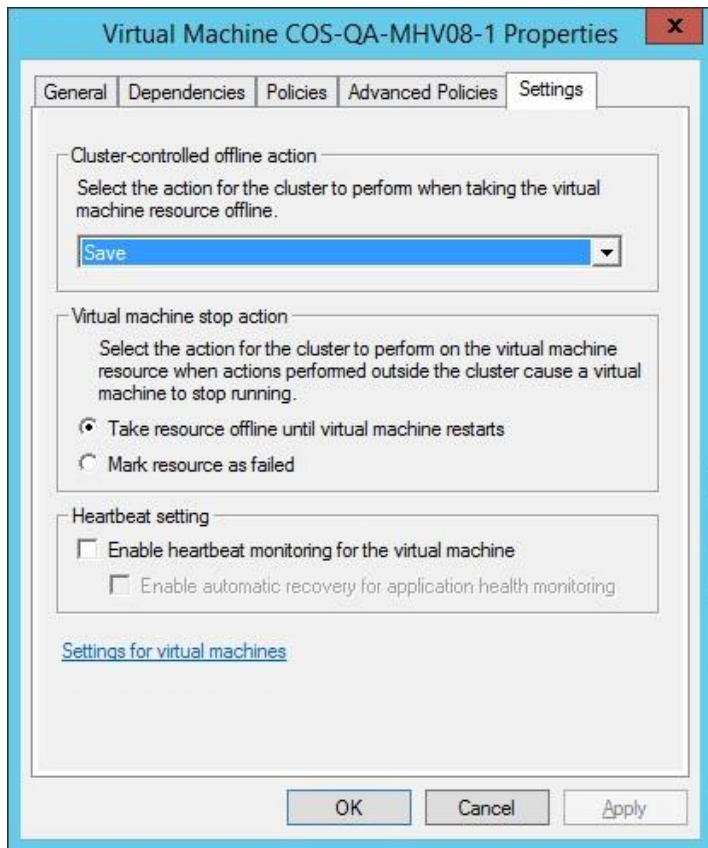 Virtual Machine COS-QA-MHV08-1 Properties
x
General Dependencies Policies Advanced Policies Settings
Cluster-controlled offline action
Select the action for the cluster to perform when taking the virtual
machine resource offline.
Save
Virtual machine stop action
Select the action for the cluster to perform on the virtual machine
resource when actions performed outside the cluster cause a virtual
machine to stop running.
Take resource offline until virtual machine restarts
Mark resource as failed
Heartbeat setting
Enable heartbeat monitoring for the virtual machine
Enable automatic recovery for application health monitoring
Settings for virtual machines
OK Cancel Apply